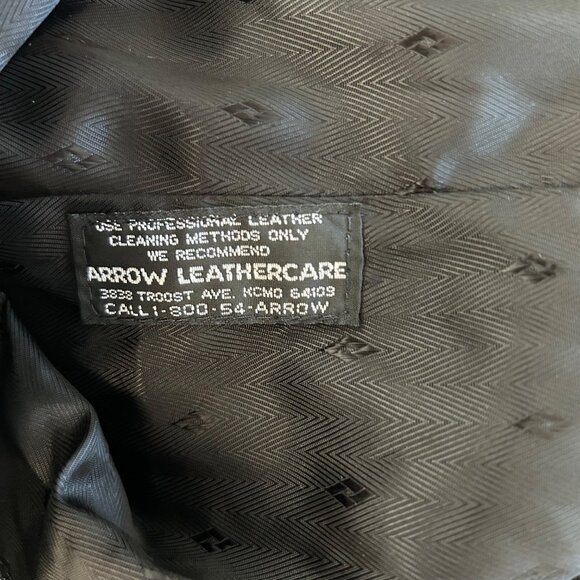 USE PROFESSIONAL LEATHER
CLEANING METHODS ONLY
WE RECOMMEND
ARROW LEATHERCARE
3838 TROOST AVE. KCMO 64109
CALL 1-800-54-ARROW